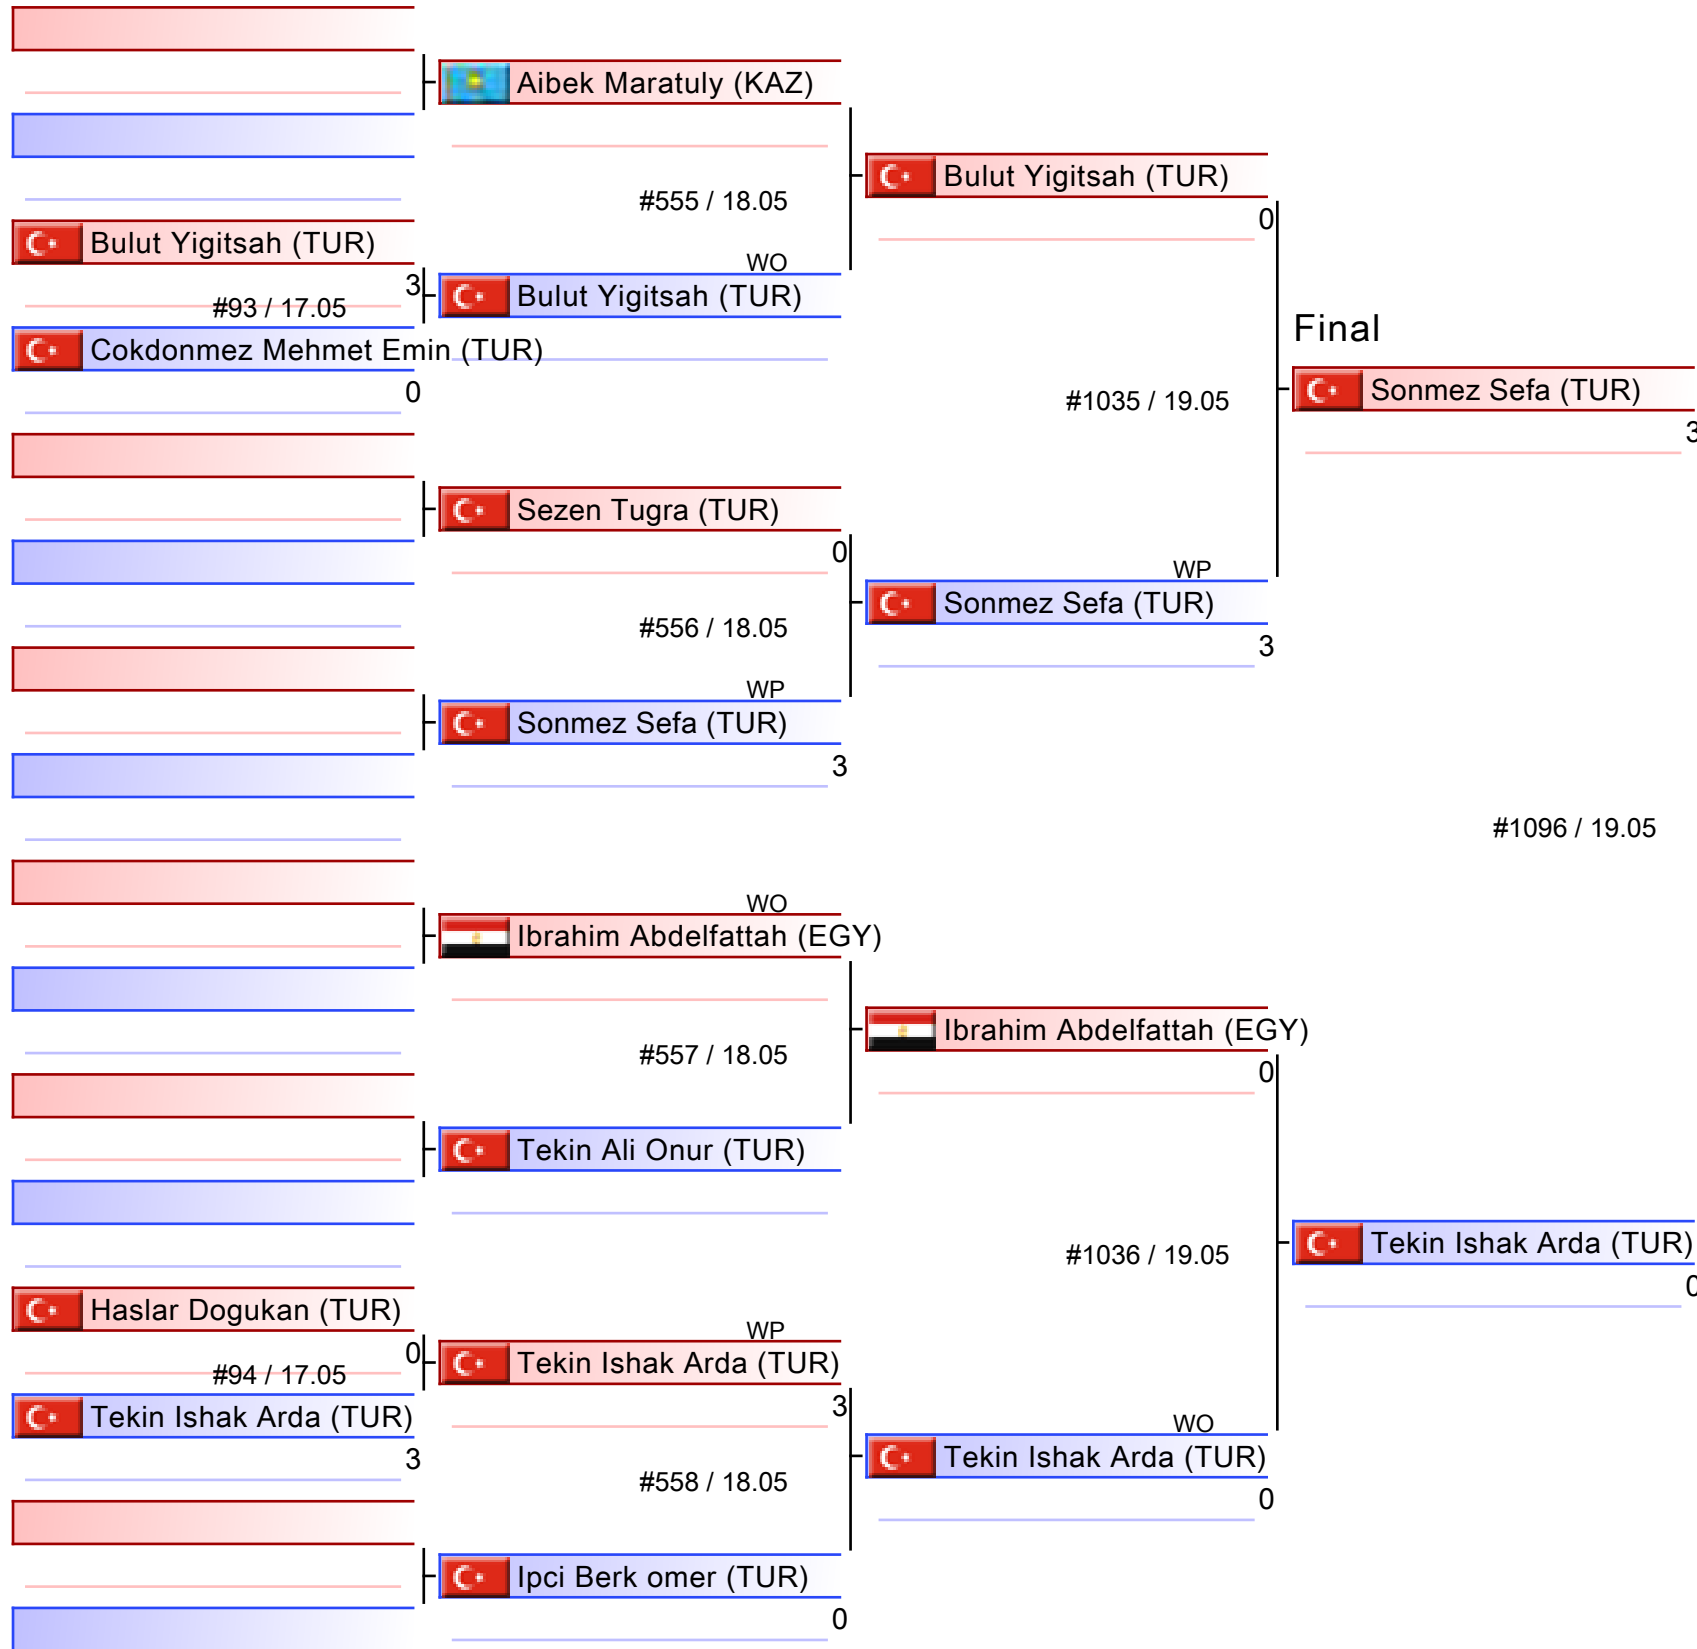 Aibek Maratuly (KAZ)
Bulut Yigitsah (TUR)
#555 / 18.05
0
Bulut Yigitsah (TUR)
WO
3
Bulut Yigitsah (TUR)
#93 / 17.05
Final
Cokdonmez Mehmet Emin (TUR)
0
Sonmez Sefa (TUR)
#1035 / 19.05
3
Sezen Tugra (TUR)
0
WP
Sonmez Sefa (TUR)
#556 / 18.05
3
WP
Sonmez Sefa (TUR)
3
#1096 / 19.05
WO
Ibrahim Abdelfattah (EGY)
Ibrahim Abdelfattah (EGY)
#557 / 18.05
0
Tekin Ali Onur (TUR)
Tekin Ishak Arda (TUR)
#1036 / 19.05
0
Haslar Dogukan (TUR)
WP
0
Tekin Ishak Arda (TUR)
#94 / 17.05
3
Tekin Ishak Arda (TUR)
WO
3
Tekin Ishak Arda (TUR)
#558 / 18.05
0
Ipci Berk omer (TUR)
0